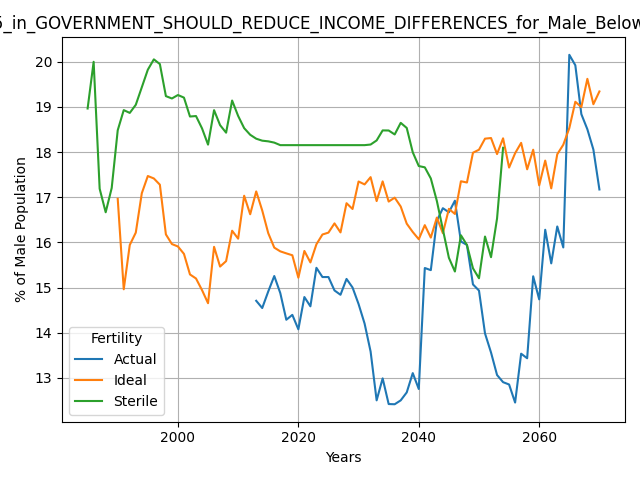 _in_GOVERNMENT_SHOULD_REDUCE_INCOME_DIFFERENCES_for_Male_Below
20
19
18
17
16
15
14
13
% of Male Population
Fertility
Actual
Ideal
Sterile
2000
2020
2040
2060
Years